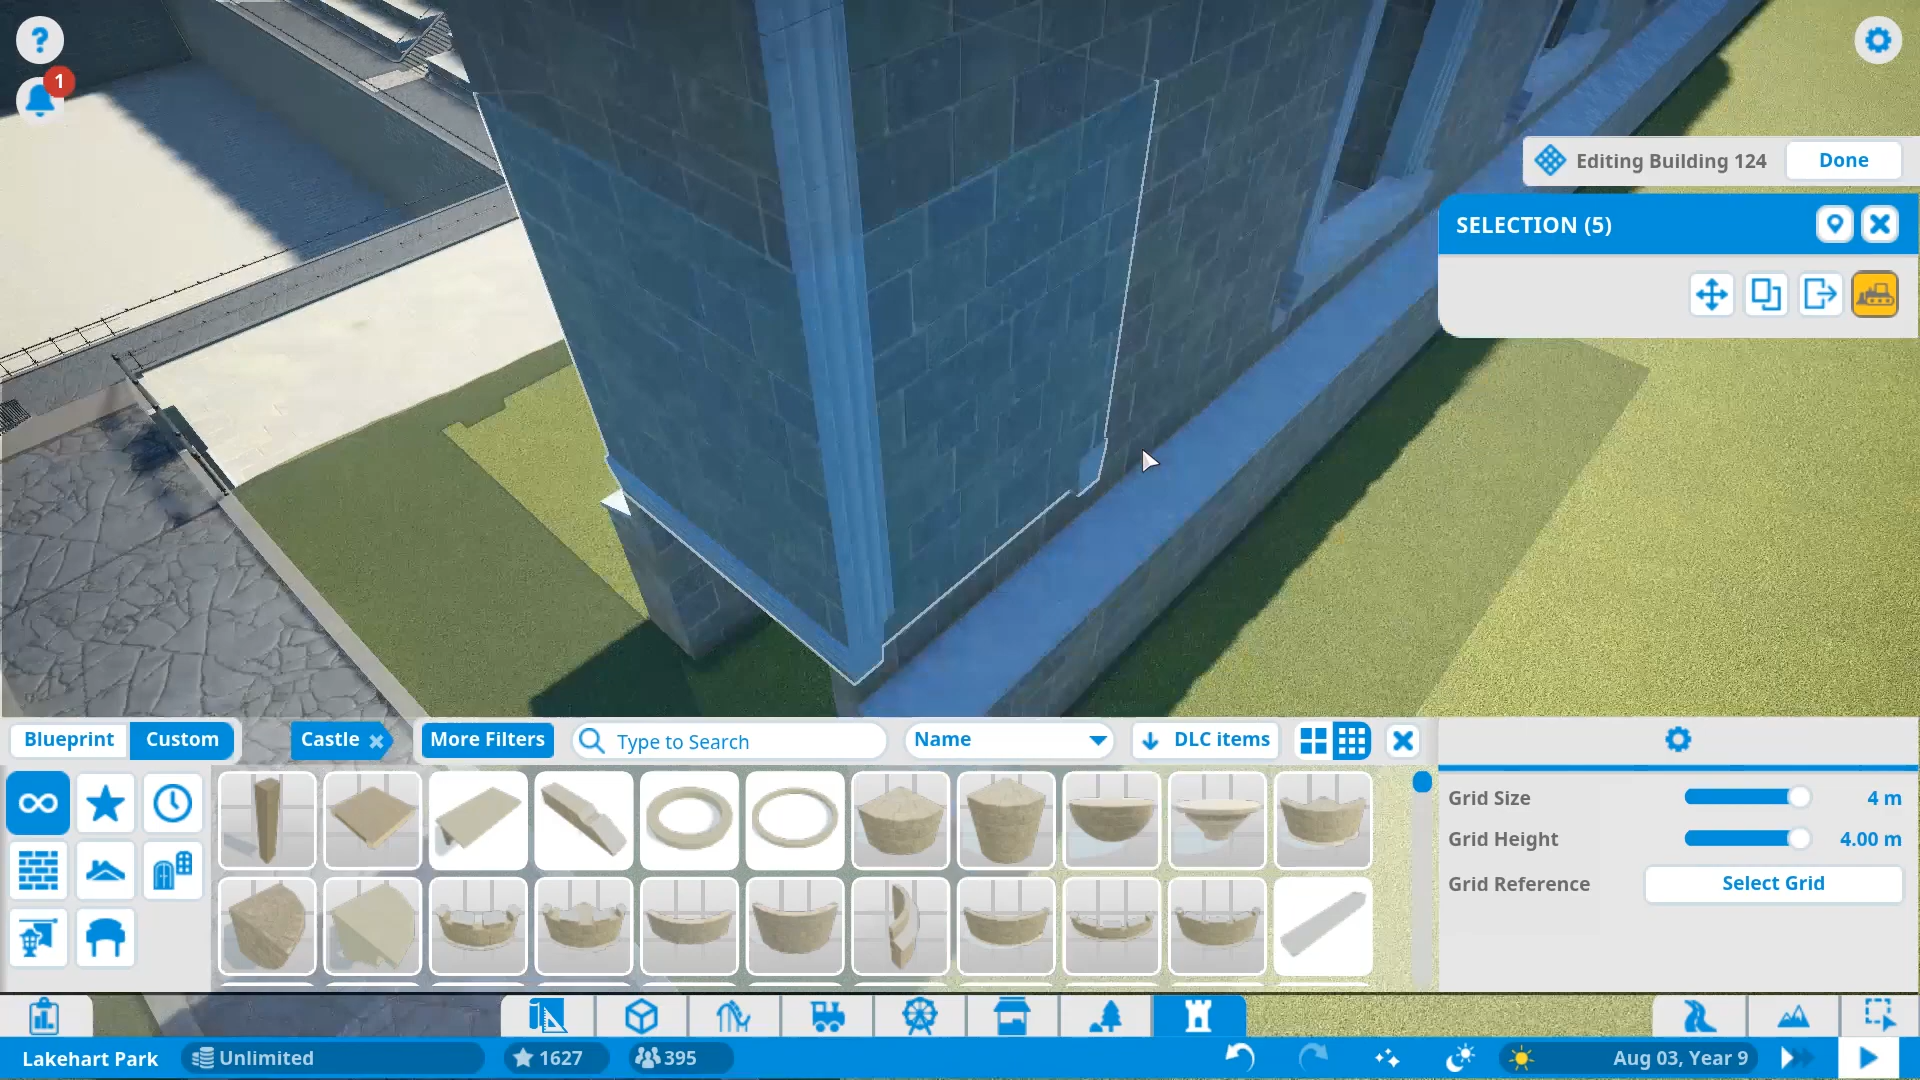 ?
1
Editing Building 124
Done
SELECTION (5)
Blueprint
Custom
Castle
More Filters
Type to Search
Name
DLC items
Grid Size
4 m
Grid Height
4.00 m
Grid Reference
Select Grid
Lakehart Park
Unlimited
1627
395
Aug 03, Year 9